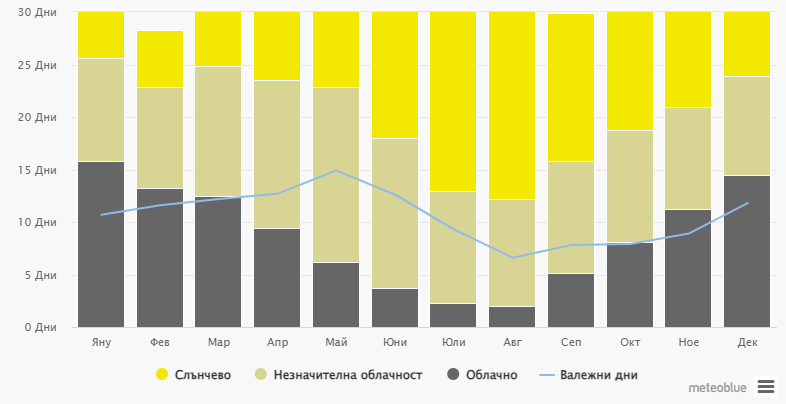 30 Дни
25 Дни
20 Дни
15 Дни
10 Дни
5 Дни
0 Дни
Яну Фев Мар Апр Май Юни Юли Авг Сеп Окт Ное Дек
Слънчево Незначителна облачност Облачно Валежни дни
meteoblue